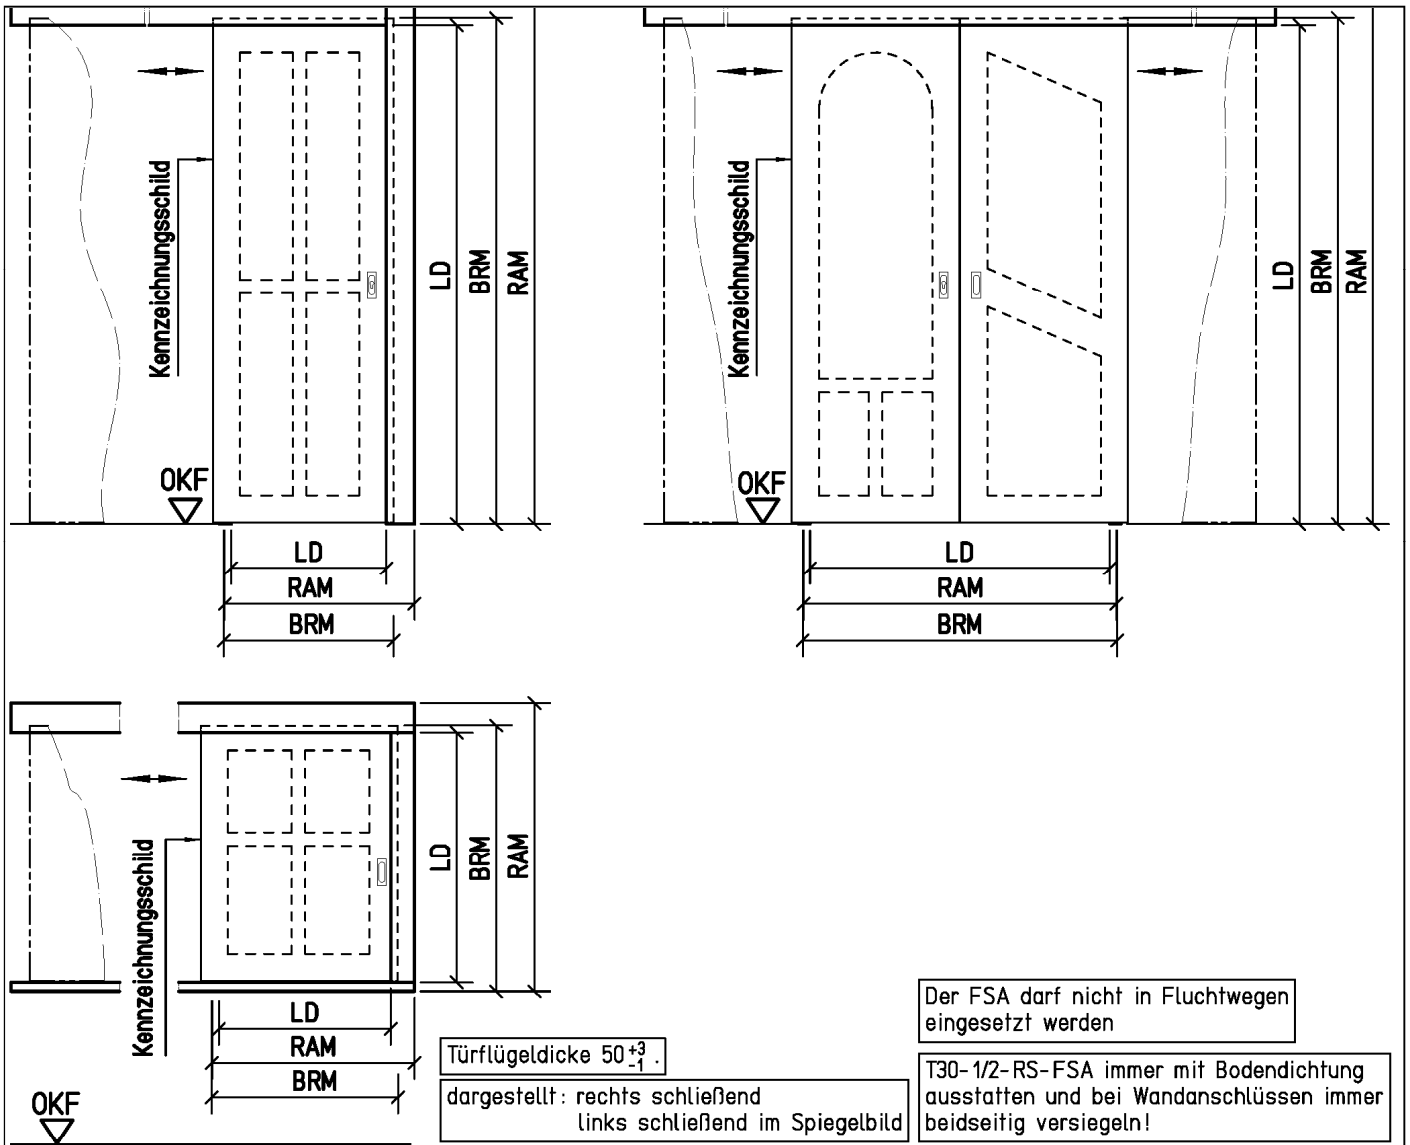 Kennzeichnungsschild
LD
BRM
RAM
OKF
LD
RAM
BRM
Kennzeichnungsschild
LD
BRM
RAM
OKF
LD
RAM
BRM
Kennzeichnungsschild
LD
BRM
RAM
LD
RAM
BRM
OKF
Türflügeldicke 50 +3 -1 .
dargestellt: rechts schließend
links schließend im Spiegelbild
Der FSA darf nicht in Fluchtwegen
eingesetzt werden
T30-1/2-RS-FSA immer mit Bodendichtung
ausstatten und bei Wandanschlüssen immer
beidseitig versiegeln!